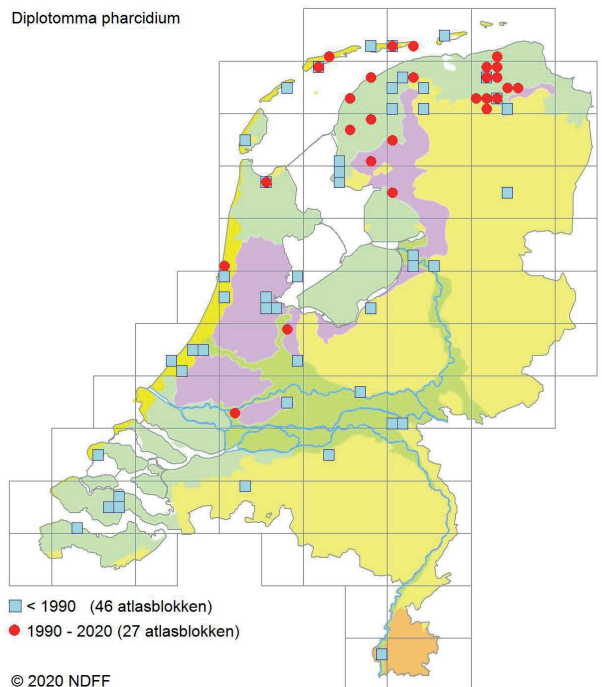 Diplotomma pharcidium
< 1990 (46 atlasblokken)
1990 - 2020 (27 atlasblokken)
© 2020 NDFF